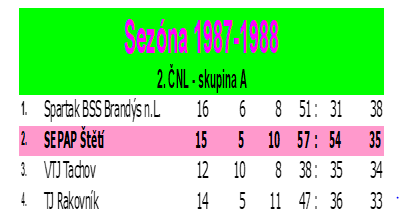 Sezóna 1987-1988
2. ČNL - skupina A
1. Spartak BSS Brandýs n.L. 16 6 8 51 : 31 38
2. SEPAP Štětí 15 5 10 57 : 54 35
3. VTJ Tachov 12 10 8 38 : 35 34
4. TJ Rakovník 14 5 11 47 : 36 33